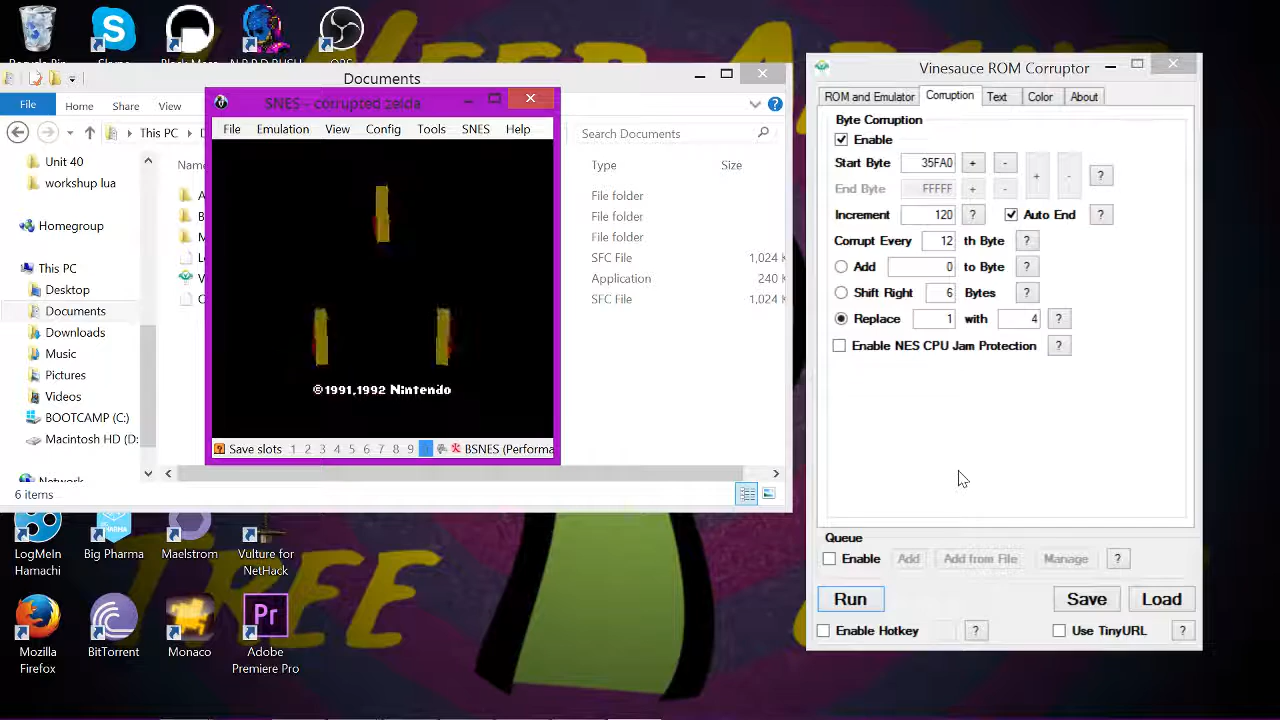 Documents
File Home Share View
This PC
Search Documents
Unit 40
workshup lua
Homegroup
This PC
Desktop
Documents
Downloads
Music
Pictures
Videos
BOOTCAMP (C:)
Macintosh HD (D:
Type Size
File folder
File folder
File folder
SFC File 1,024
Application 240
SFC File 1,024
6 items
SNES - corrupted zelda
File Emulation View Config Tools SNES Help
©1991,1992 Nintendo
Save slots 1 2 3 4 5 6 7 8 9 BSNES (Performa
Vinesauce ROM Corruptor
ROM and Emulator Corruption Text Color About
Byte Corruption
Enable
Start Byte 35FA0 + - + - ?
End Byte FFFFF + -
Increment 120 ? Auto End ?
Corrupt Every 12 th Byte ?
Add 0 to Byte ?
Shift Right 6 Bytes ?
Replace 1 with 4 ?
Enable NES CPU Jam Protection ?
Queue
Enable Add Add from File Manage ?
Run Save Load
Enable Hotkey ? Use TinyURL ?
LogMeIn
Hamachi
Big Pharma
Maelstrom
Vulture for
NetHack
Mozilla
Firefox
BitTorrent
Monaco
Pr
Adobe
Premiere Pro
TREE